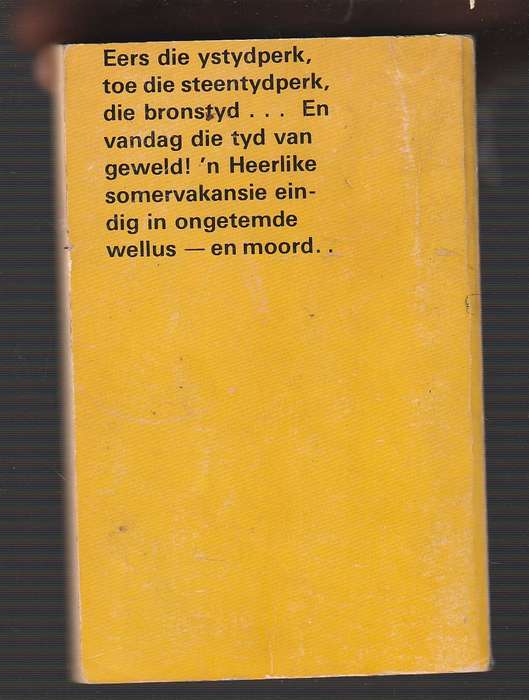 Eers die ystydperk,
toe die steentydperk,
die bronstyd . . . En
vandag die tyd van
geweld! 'n Heerlike
somervakansie ein-
dig in ongetemde
wellus — en moord. .